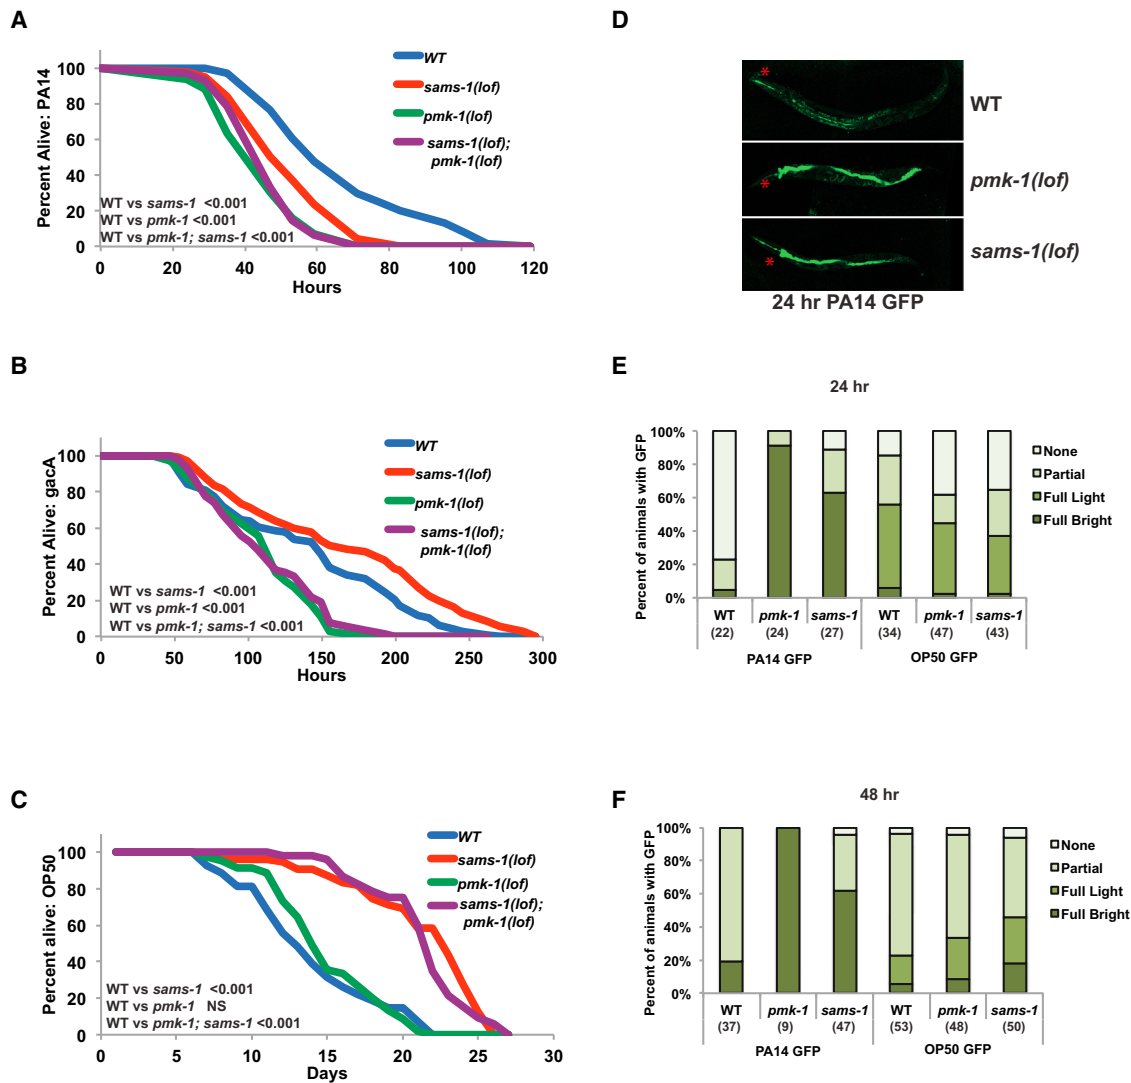 A
Percent Alive: PA14
100
80
60
40
20
0
0 20 40 60 80 100 120
Hours
WT
sams-1(lof)
pmk-1(lof)
sams-1(lof);
pmk-1(lof)
WT vs sams-1 <0.001
WT vs pmk-1 <0.001
WT vs pmk-1; sams-1 <0.001
B
Percent Alive: gacA
100
80
60
40
20
0
0 50 100 150 200 250 300
Hours
WT
sams-1(lof)
pmk-1(lof)
sams-1(lof);
pmk-1(lof)
WT vs sams-1 <0.001
WT vs pmk-1 <0.001
WT vs pmk-1; sams-1 <0.001
C
Percent alive: OP50
100
80
60
40
20
0
0 5 10 15 20 25 30
Days
WT
sams-1(lof)
pmk-1(lof)
sams-1(lof);
pmk-1(lof)
WT vs sams-1 <0.001
WT vs pmk-1 NS
WT vs pmk-1; sams-1 <0.001
D
*
WT
*
pmk-1(lof)
*
sams-1(lof)
24 hr PA14 GFP
E
24 hr
Percent of animals with GFP
100%
80%
60%
40%
20%
0%
None
Partial
Full Light
Full Bright
WT pmk-1 sams-1 WT pmk-1 sams-1
(22) (24) (27) (34) (47) (43)
PA14 GFP OP50 GFP
F
48 hr
Percent of animals with GFP
100%
80%
60%
40%
20%
0%
None
Partial
Full Light
Full Bright
WT pmk-1 sams-1 WT pmk-1 sams-1
(37) (9) (47) (53) (48) (50)
PA14 GFP OP50 GFP